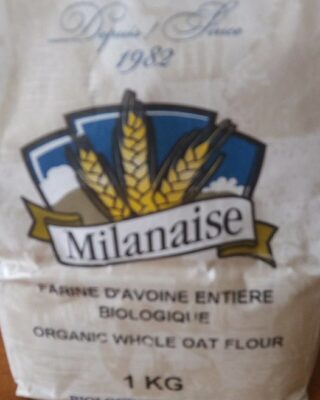 Depuis / Since
1982
Milanaise
FARINE D'AVOINE ENTIÈRE
BIOLOGIQUE
ORGANIC WHOLE OAT FLOUR
1 KG